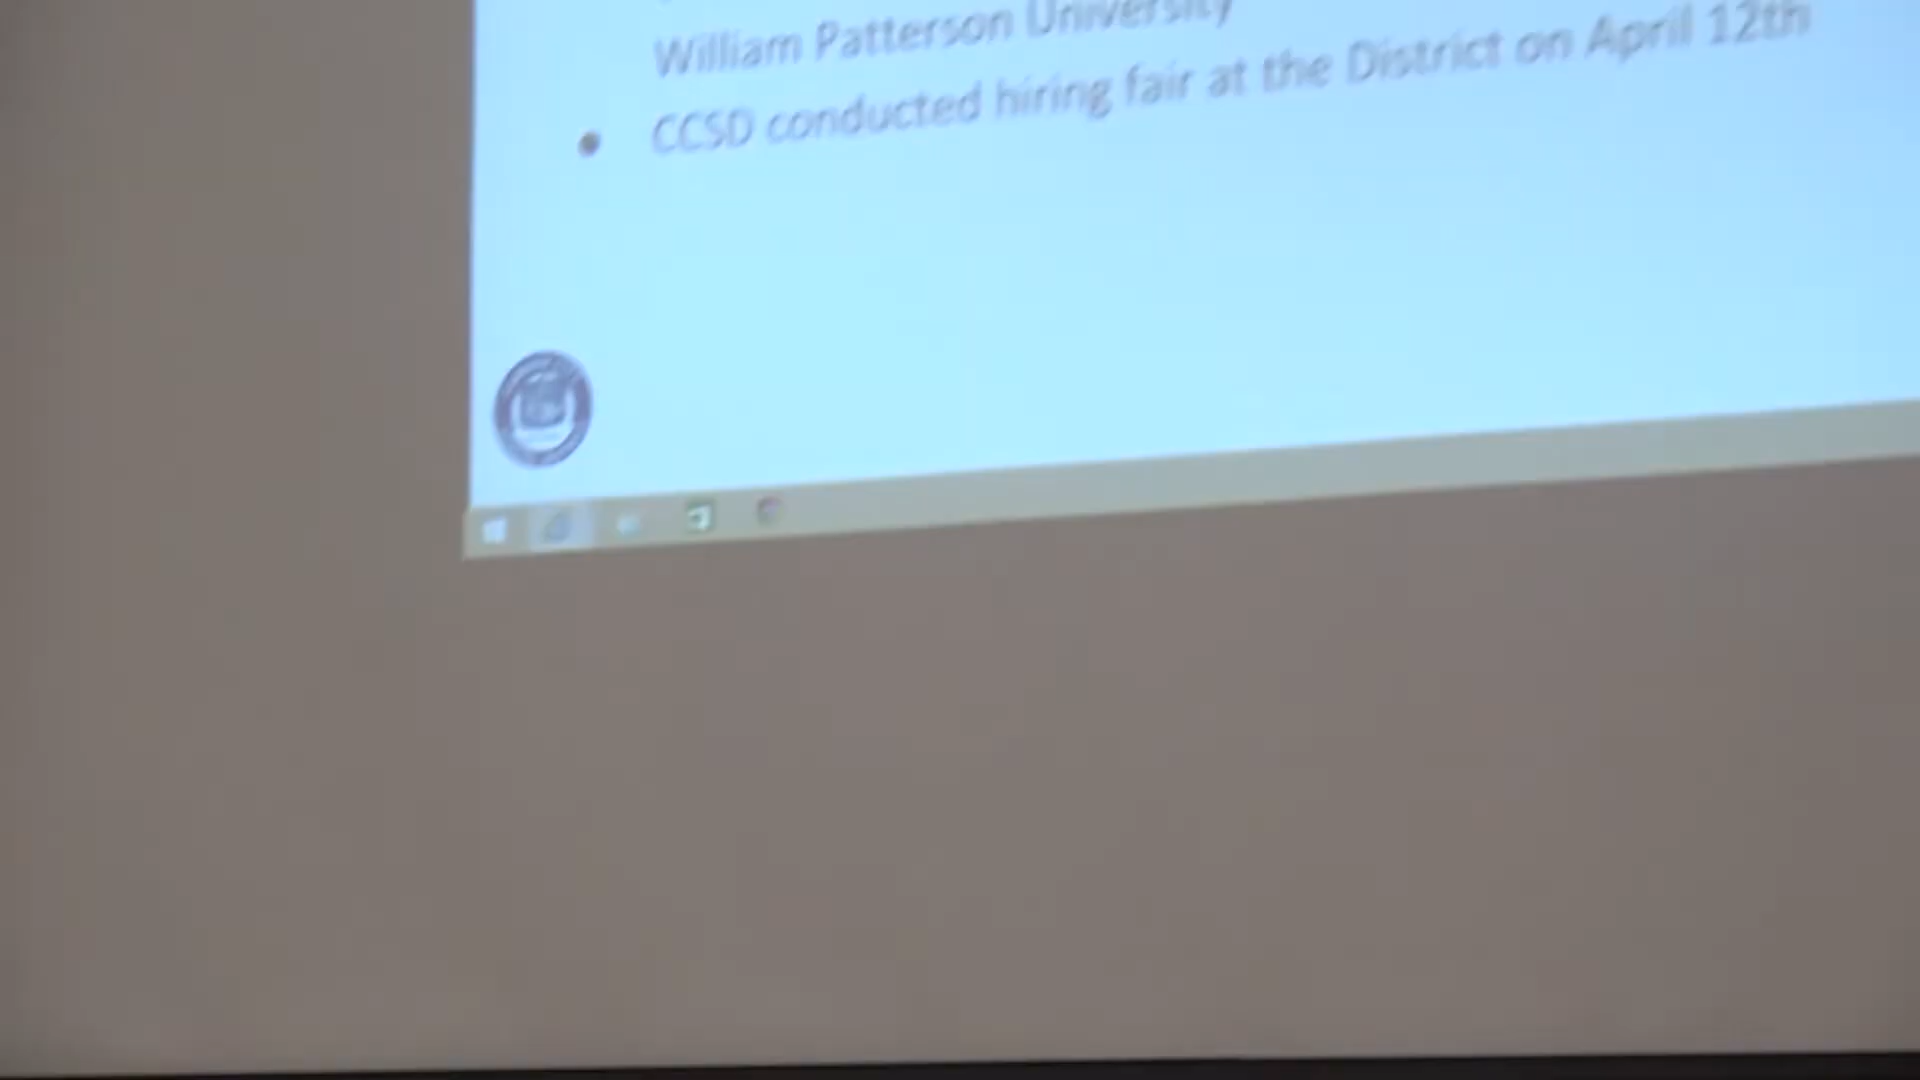 William Patterson University
CCSD conducted hiring fair at the District on April 12th